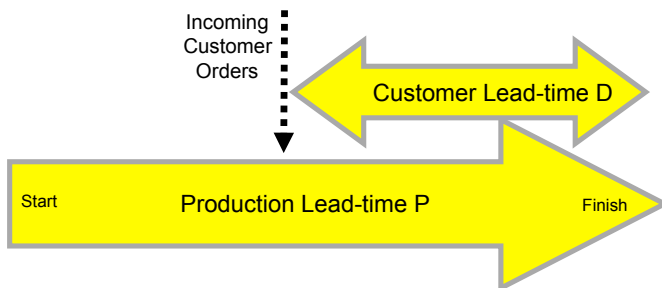 Incoming
Customer
Orders
Customer Lead-time D
Start
Production Lead-time P
Finish